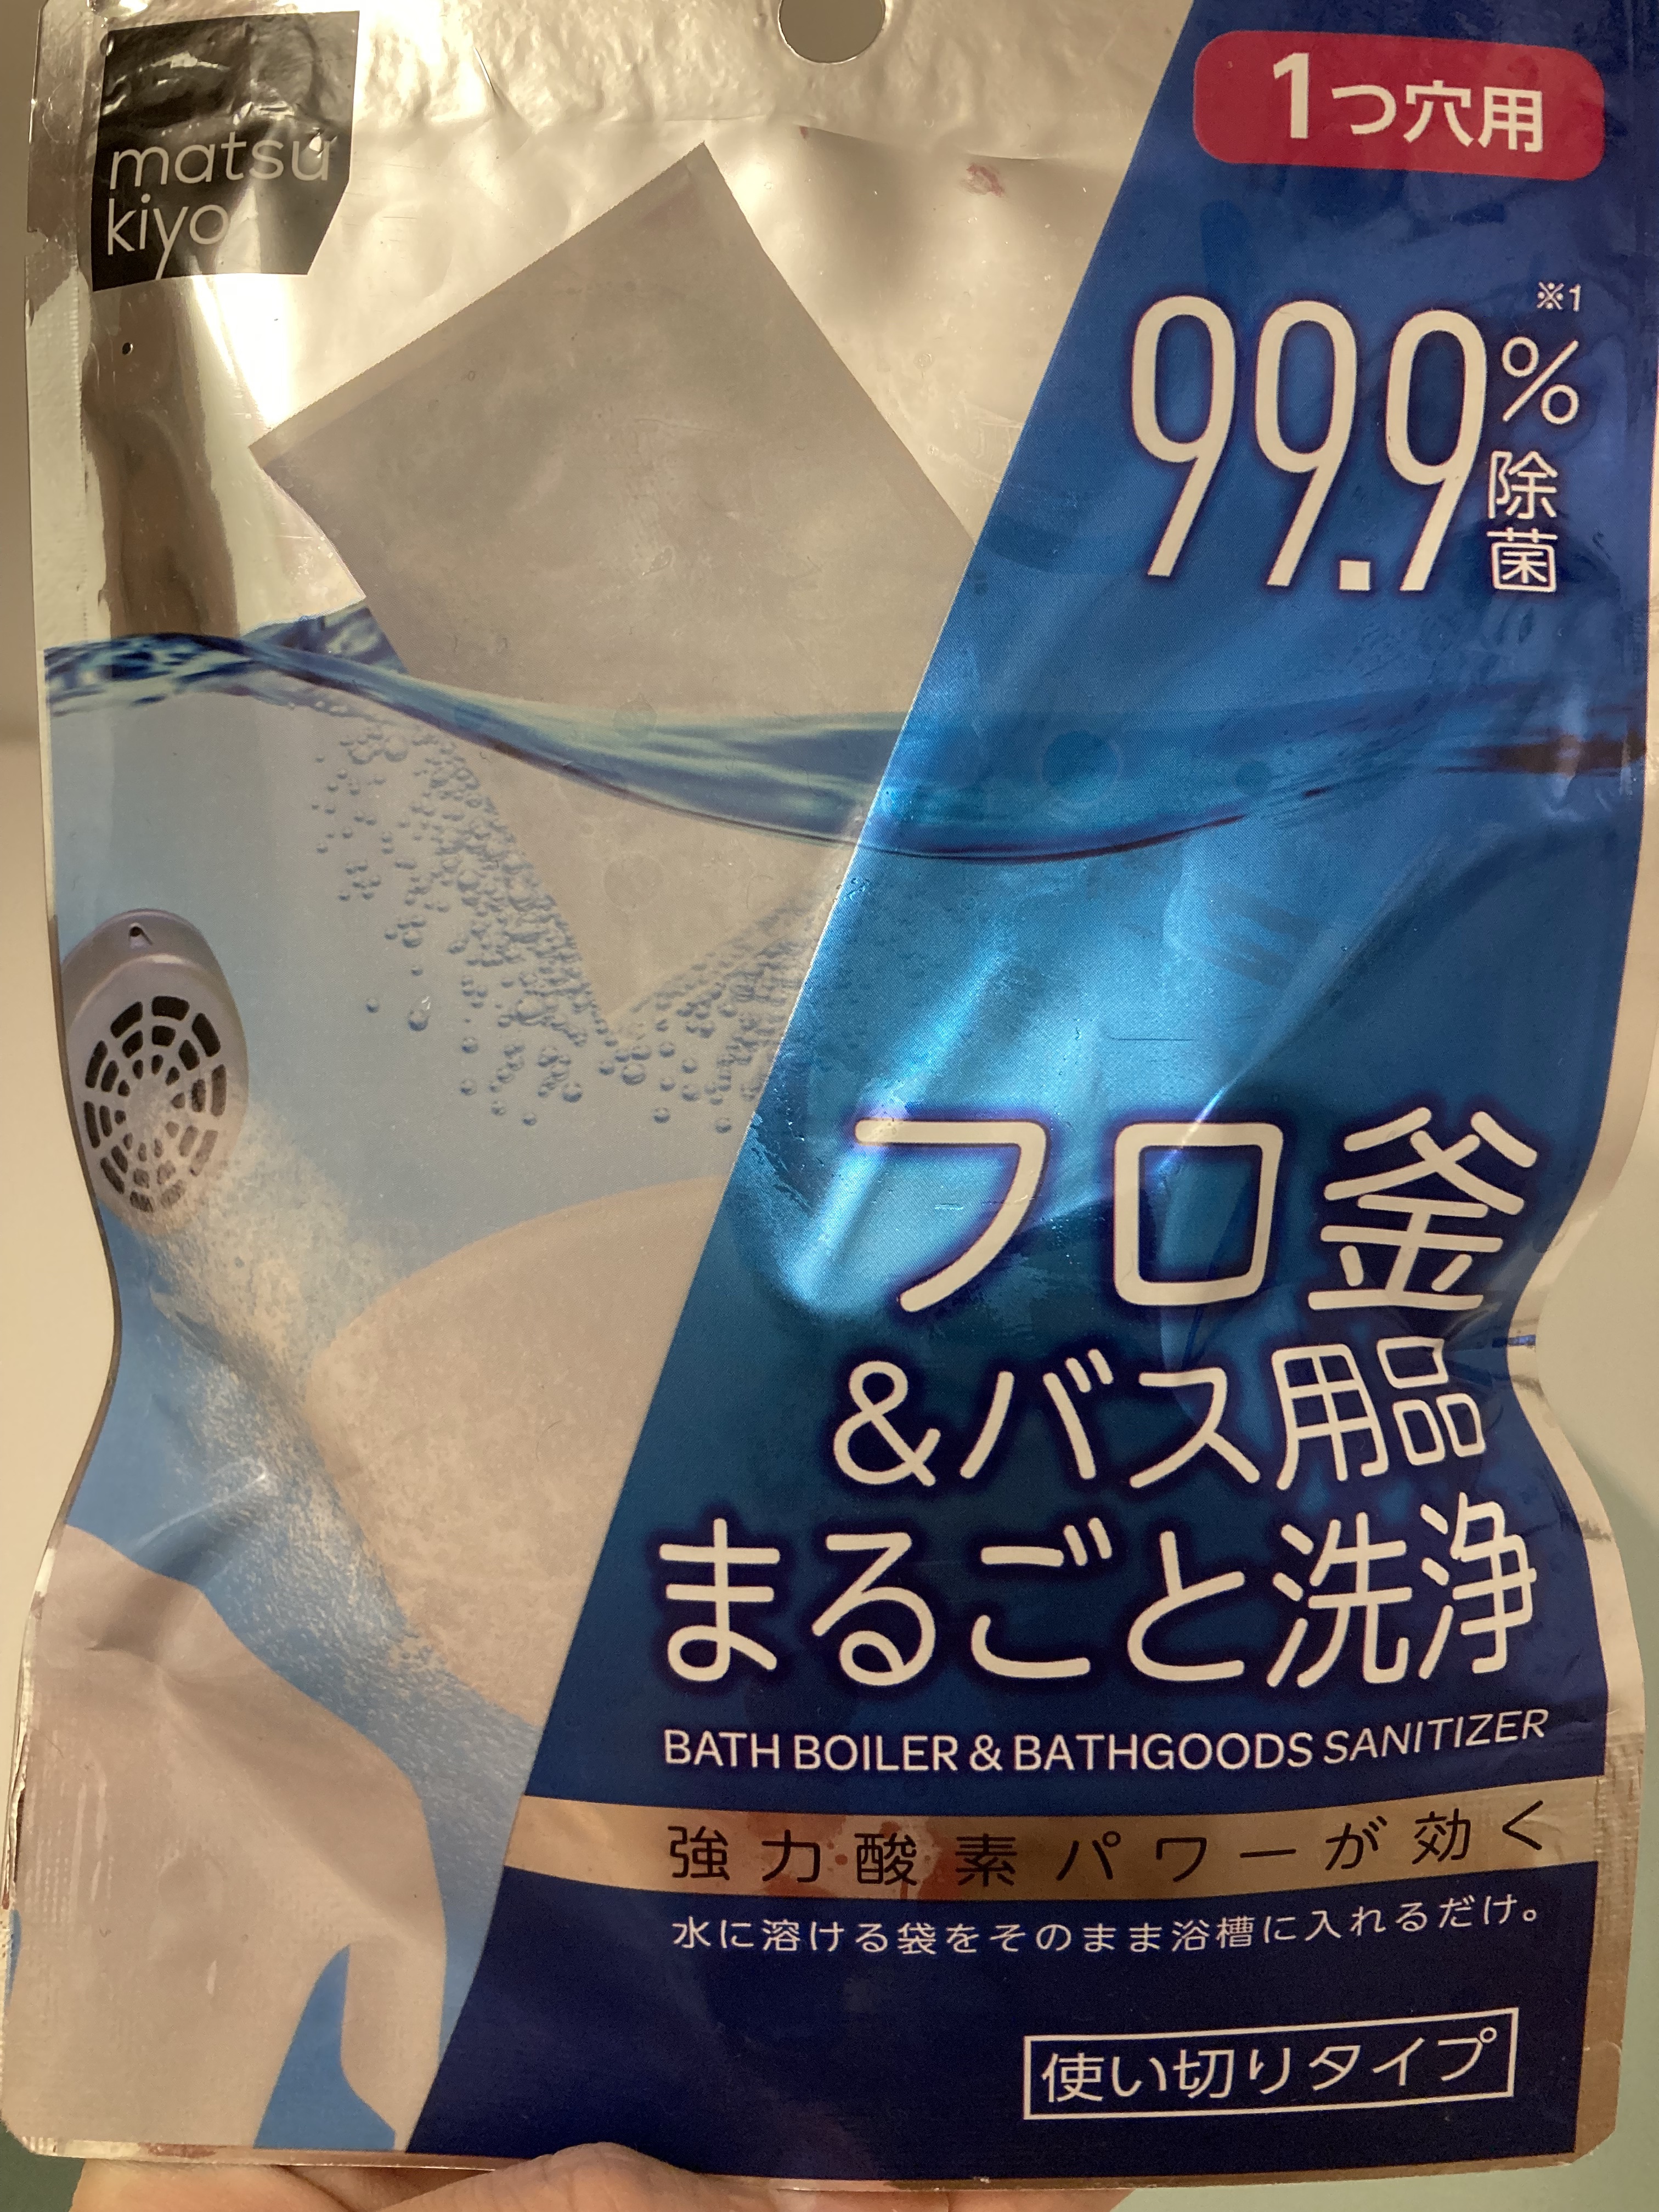 matsu
kiyo
1つ穴用
※1
99.9%除菌
フロ釜
&バス用品
まるごと洗浄
BATH BOILER & BATHGOODS SANITIZER
強力酸素パワーが効く
水に溶ける袋をそのまま浴槽に入れるだけ。
使い切りタイプ